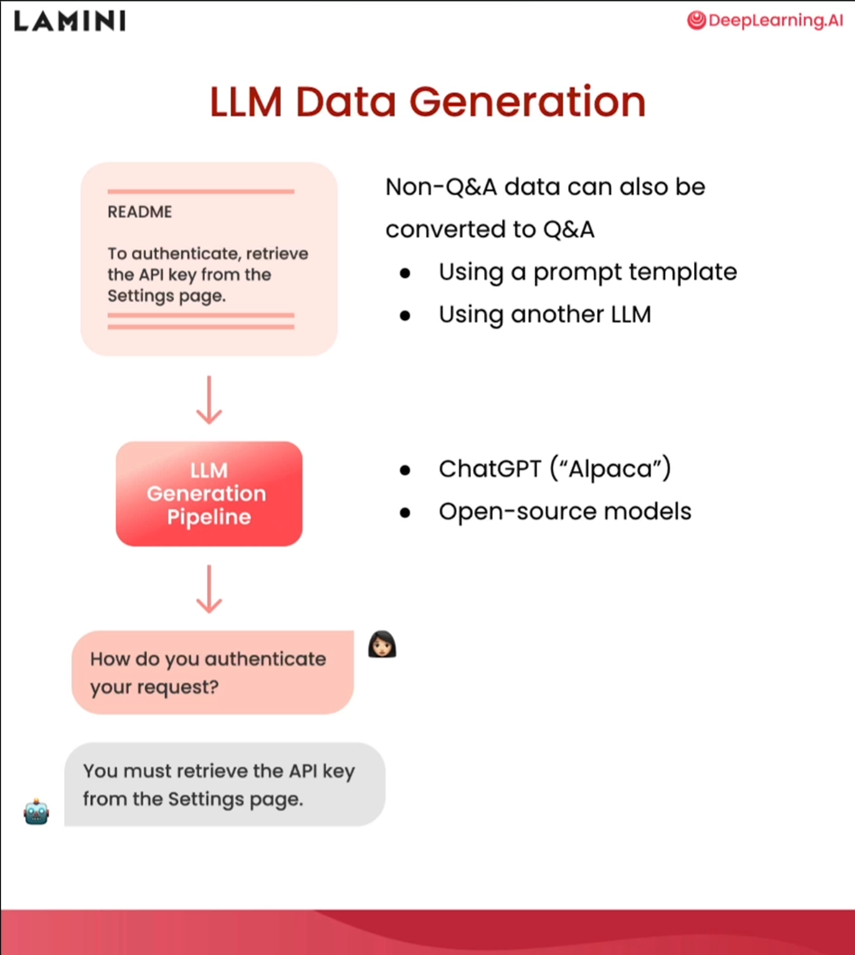 LAMINI
DeepLearning.AI
LLM Data Generation
README
To authenticate, retrieve
the API key from the
Settings page.
Non-Q&A data can also be
converted to Q&A
● Using a prompt template
● Using another LLM
LLM
Generation
Pipeline
● ChatGPT (“Alpaca”)
● Open-source models
How do you authenticate
your request?
You must retrieve the API key
from the Settings page.